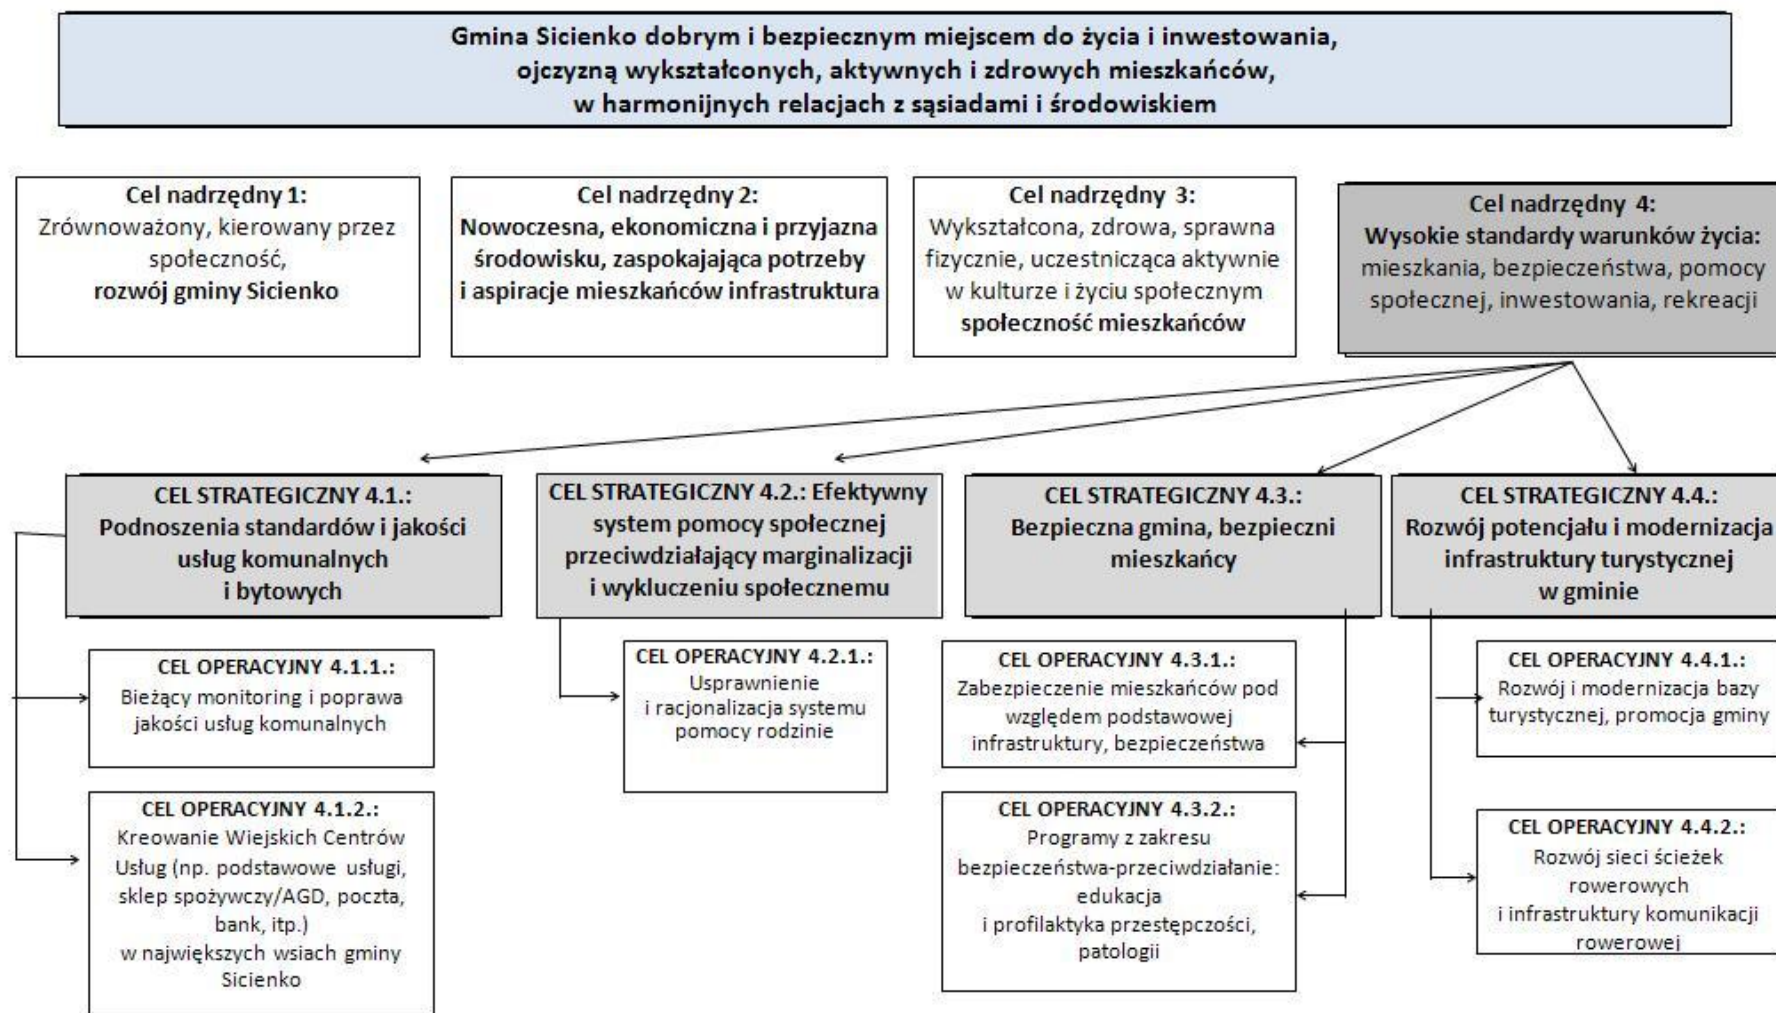 Gmina Sicienko dobrym i bezpiecznym miejscem do życia i inwestowania,
ojczyzną wykształconych, aktywnych i zdrowych mieszkańców,
w harmonijnych relacjach z sąsiadami i środowiskiem
Cel nadrzędny 1:
Zrównoważony, kierowany przez
społeczność,
rozwój gminy Sicienko
Cel nadrzędny 2:
Nowoczesna, ekonomiczna i przyjazna
środowisku, zaspokajająca potrzeby
i aspiracje mieszkańców infrastruktura
Cel nadrzędny 3:
Wykształcona, zdrowa, sprawna
fizycznie, uczestnicząca aktywnie
w kulturze i życiu społecznym
społeczność mieszkańców
Cel nadrzędny 4:
Wysokie standardy warunków życia:
mieszkania, bezpieczeństwa, pomocy
społecznej, inwestowania, rekreacji
CEL STRATEGICZNY 4.1.:
Podnoszenia standardów i jakości
usług komunalnych
i bytowych
CEL STRATEGICZNY 4.2.: Efektywny
system pomocy społecznej
przeciwdziałający marginalizacji
i wykluczeniu społecznemu
CEL STRATEGICZNY 4.3.:
Bezpieczna gmina, bezpieczni
mieszkańcy
CEL STRATEGICZNY 4.4.:
Rozwój potencjału i modernizacja
infrastruktury turystycznej
w gminie
CEL OPERACYJNY 4.1.1.:
Bieżący monitoring i poprawa
jakości usług komunalnych
CEL OPERACYJNY 4.1.2.:
Kreowanie Wiejskich Centrów
Usług (np. podstawowe usługi,
sklep spożywczy/AGD, poczta,
bank, itp.)
w największych wsiach gminy
Sicienko
CEL OPERACYJNY 4.2.1.:
Usprawnienie
i racjonalizacja systemu
pomocy rodzinie
CEL OPERACYJNY 4.3.1.:
Zabezpieczenie mieszkańców pod
względem podstawowej
infrastruktury, bezpieczeństwa
CEL OPERACYJNY 4.3.2.:
Programy z zakresu
bezpieczeństwa-przeciwdziałanie:
edukacja
i profilaktyka przestępczości,
patologii
CEL OPERACYJNY 4.4.1.:
Rozwój i modernizacja bazy
turystycznej, promocja gminy
CEL OPERACYJNY 4.4.2.:
Rozwój sieci ścieżek
rowerowych
i infrastruktury komunikacji
rowerowej